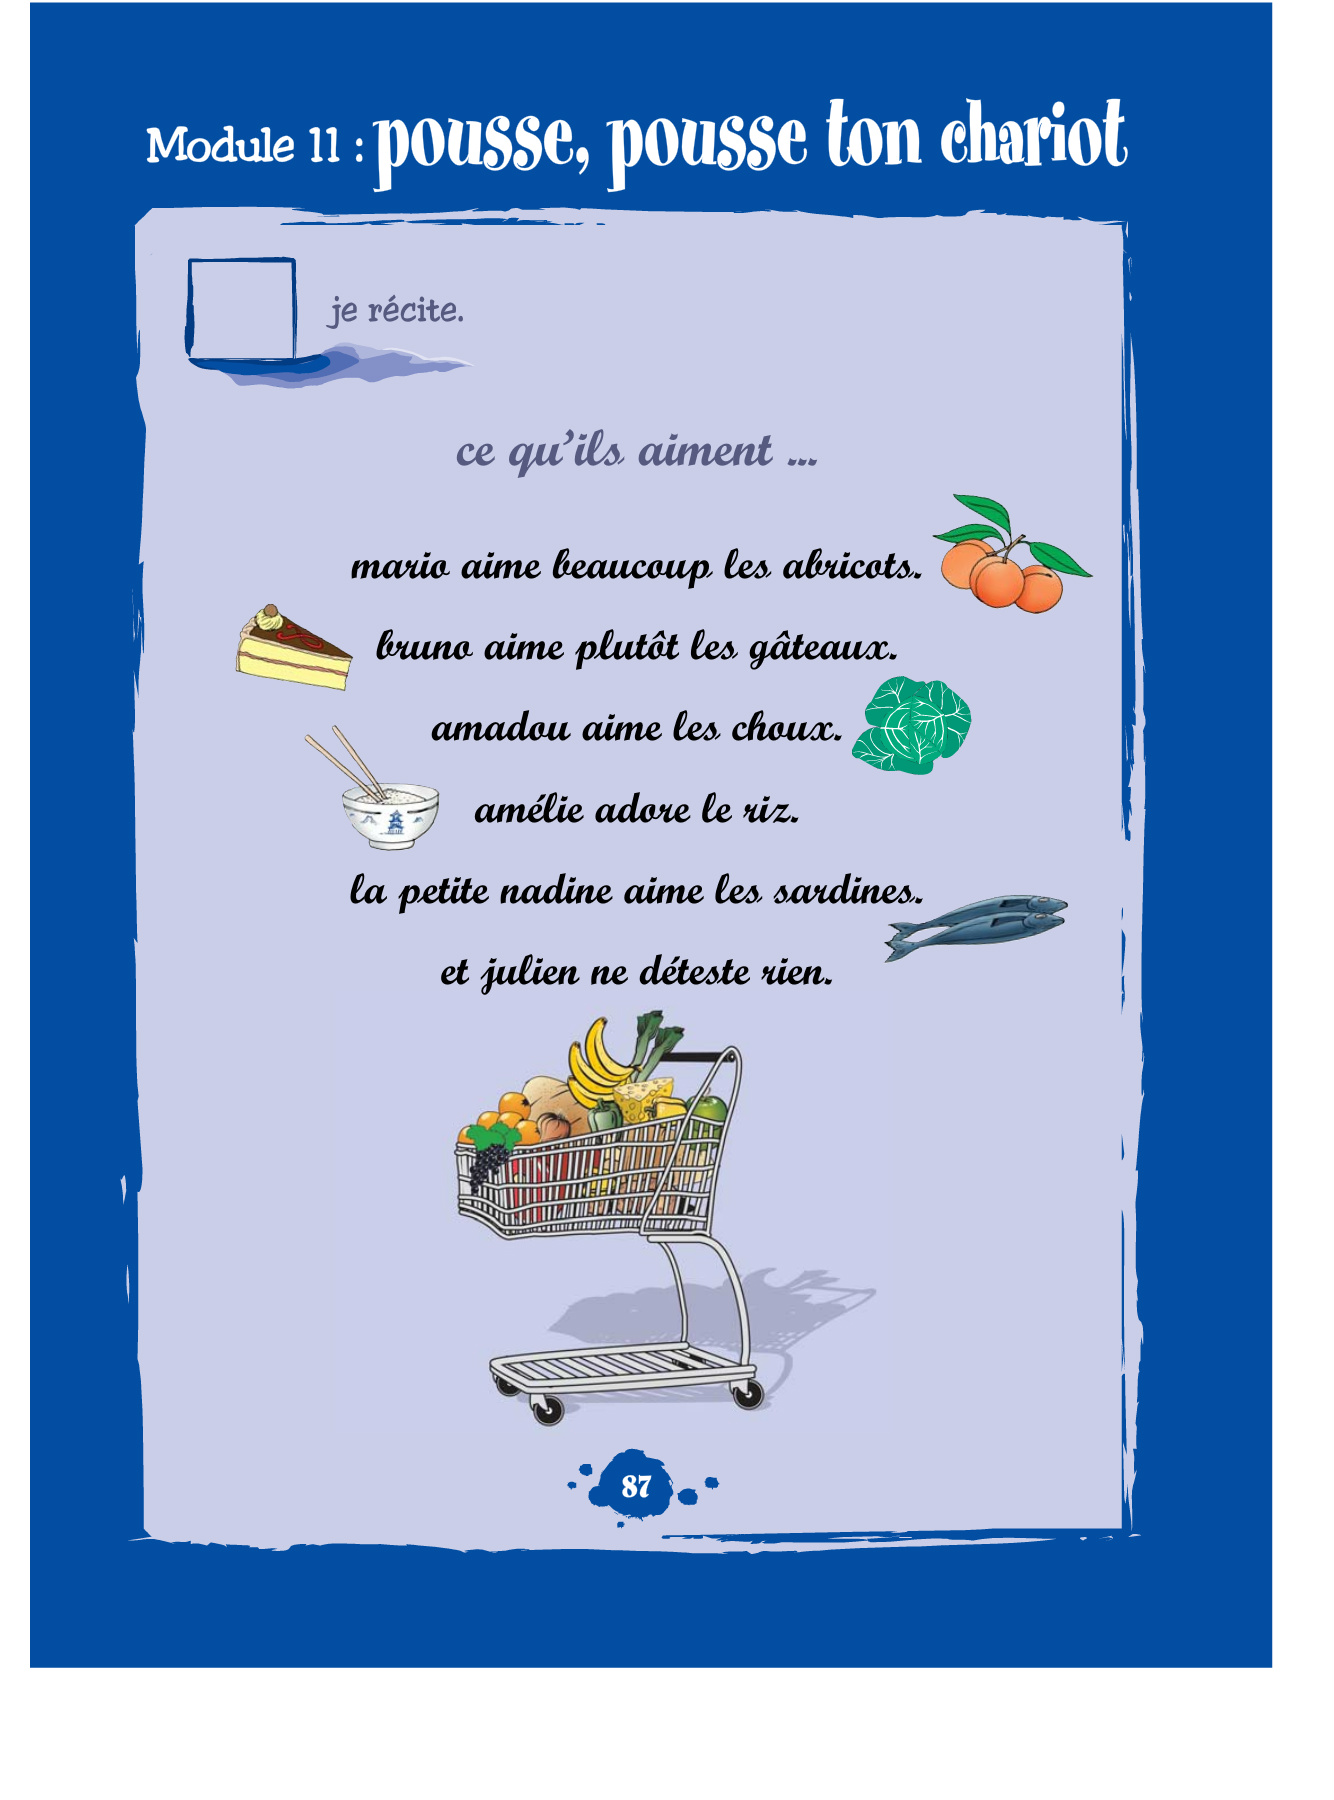 Module 11 : pousse, pousse ton chariot
je récite.
ce qu'ils aiment ...
mario aime beaucoup les abricots.
bruno aime plutôt les gâteaux.
amadou aime les choux.
amélie adore le riz.
la petite nadine aime les sardines.
et julien ne déteste rien.
87